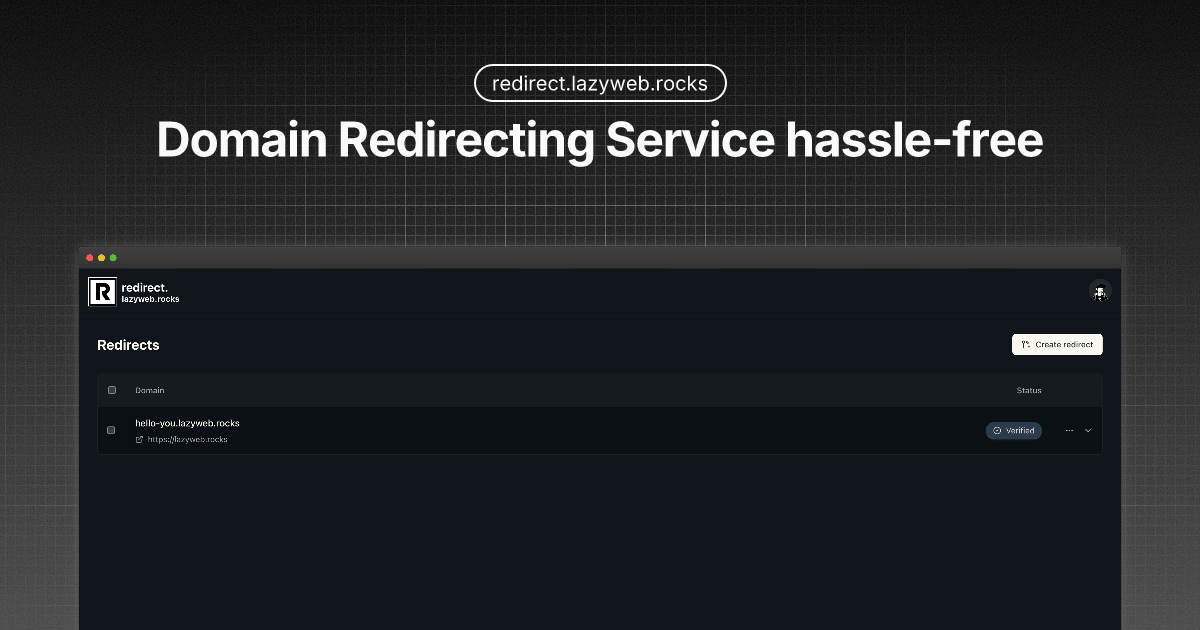 redirect.lazyweb.rocks
Domain Redirecting Service hassle-free
R
redirect.
lazyweb.rocks
Redirects
Create redirect
Domain
Status
hello-you.lazyweb.rocks
https://lazyweb.rocks
Verified